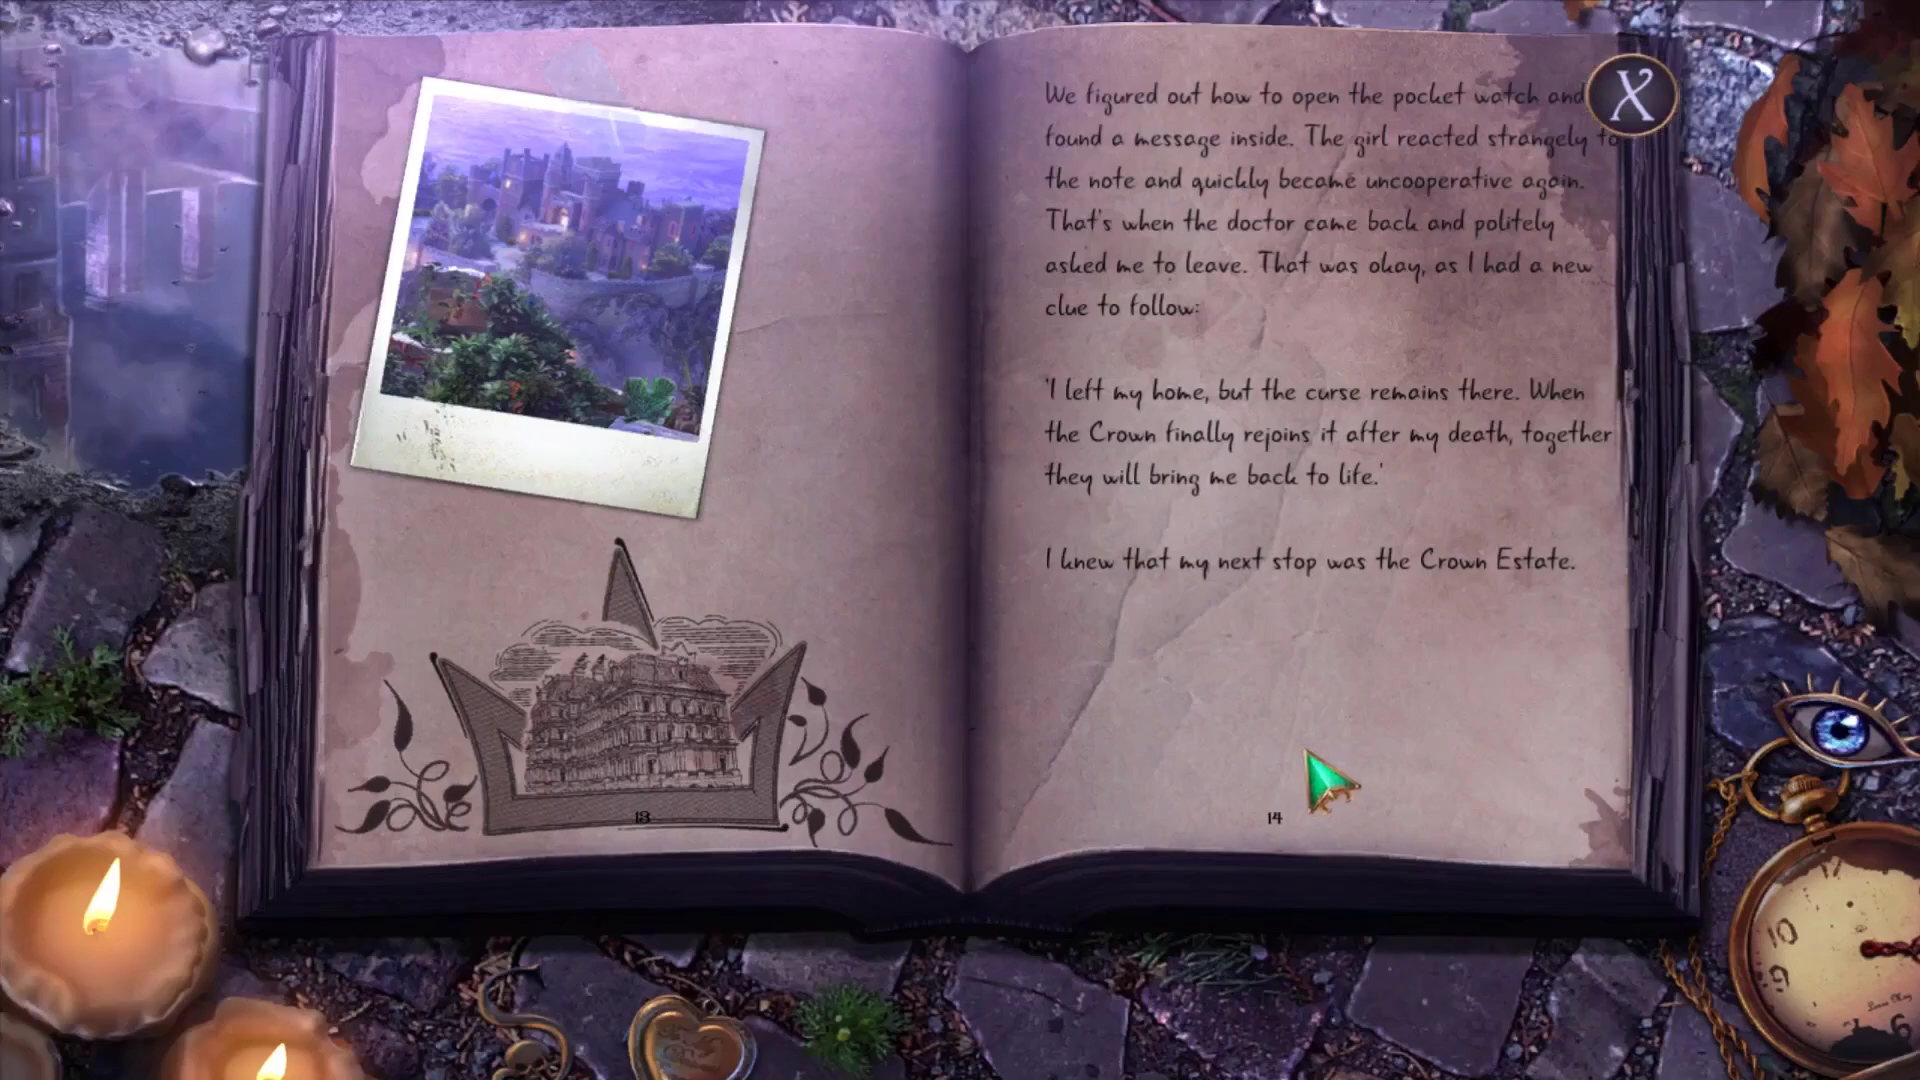 We figured out how to open the pocket watch and
found a message inside. The girl reacted strangely to
the note and quickly became uncooperative again.
That's when the doctor came back and politely
asked me to leave. That was okay, as I had a new
clue to follow:
'I left my home, but the curse remains there. When
the Crown finally rejoins it after my death, together
they will bring me back to life.'
I knew that my next stop was the Crown Estate.
13
14
X
10
9
6